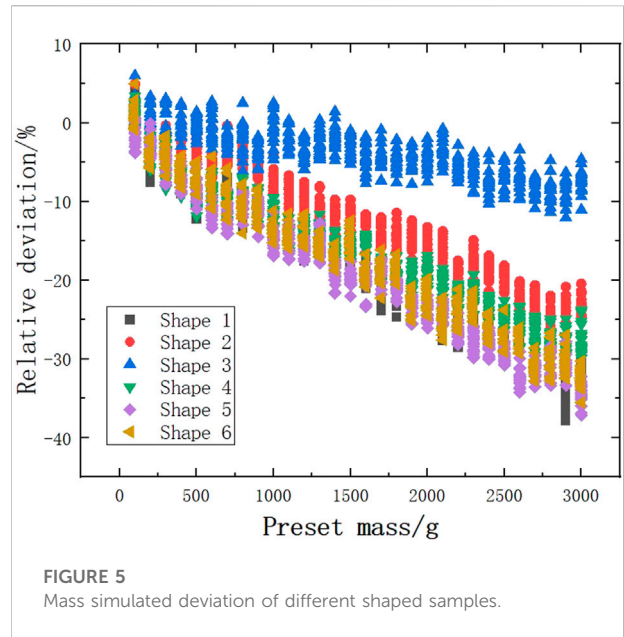 10
0
-10
-20
-30
-40
Relative deviation/%
Shape 1
Shape 2
Shape 3
Shape 4
Shape 5
Shape 6
0 500 1000 1500 2000 2500 3000
Preset mass/g
FIGURE 5
Mass simulated deviation of different shaped samples.